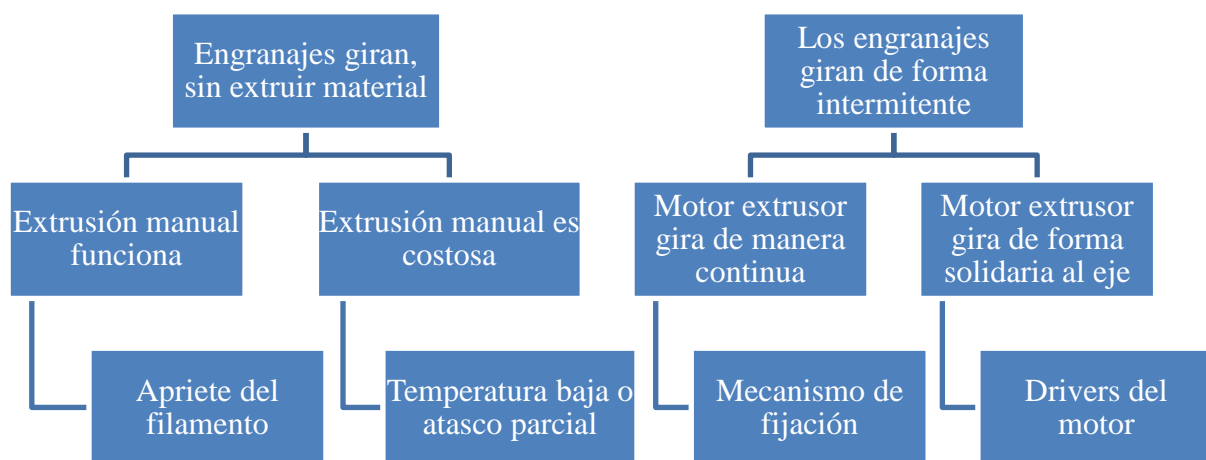 Engranajes giran,
sin extruir material
Los engranajes
giran de forma
intermitente
Extrusión manual
funciona
Extrusión manual es
costosa
Motor extrusor
gira de manera
continua
Motor extrusor
gira de forma
solidaria al eje
Apriete del
filamento
Temperatura baja o
atasco parcial
Mecanismo de
fijación
Drivers del
motor